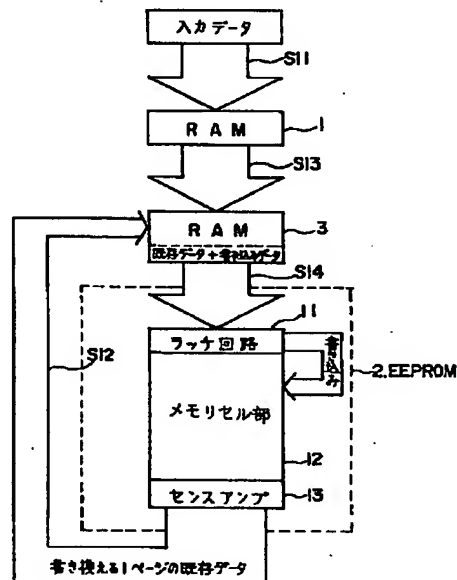 入力データ
S11
RAM
1
S13
RAM
3
既存データ+書き込みデータ
S14
11
ラッチ回路
書き込み
S12
2.EEPROM
メモリセル部
12
センスアンプ
13
書き換える1ページの既存データ